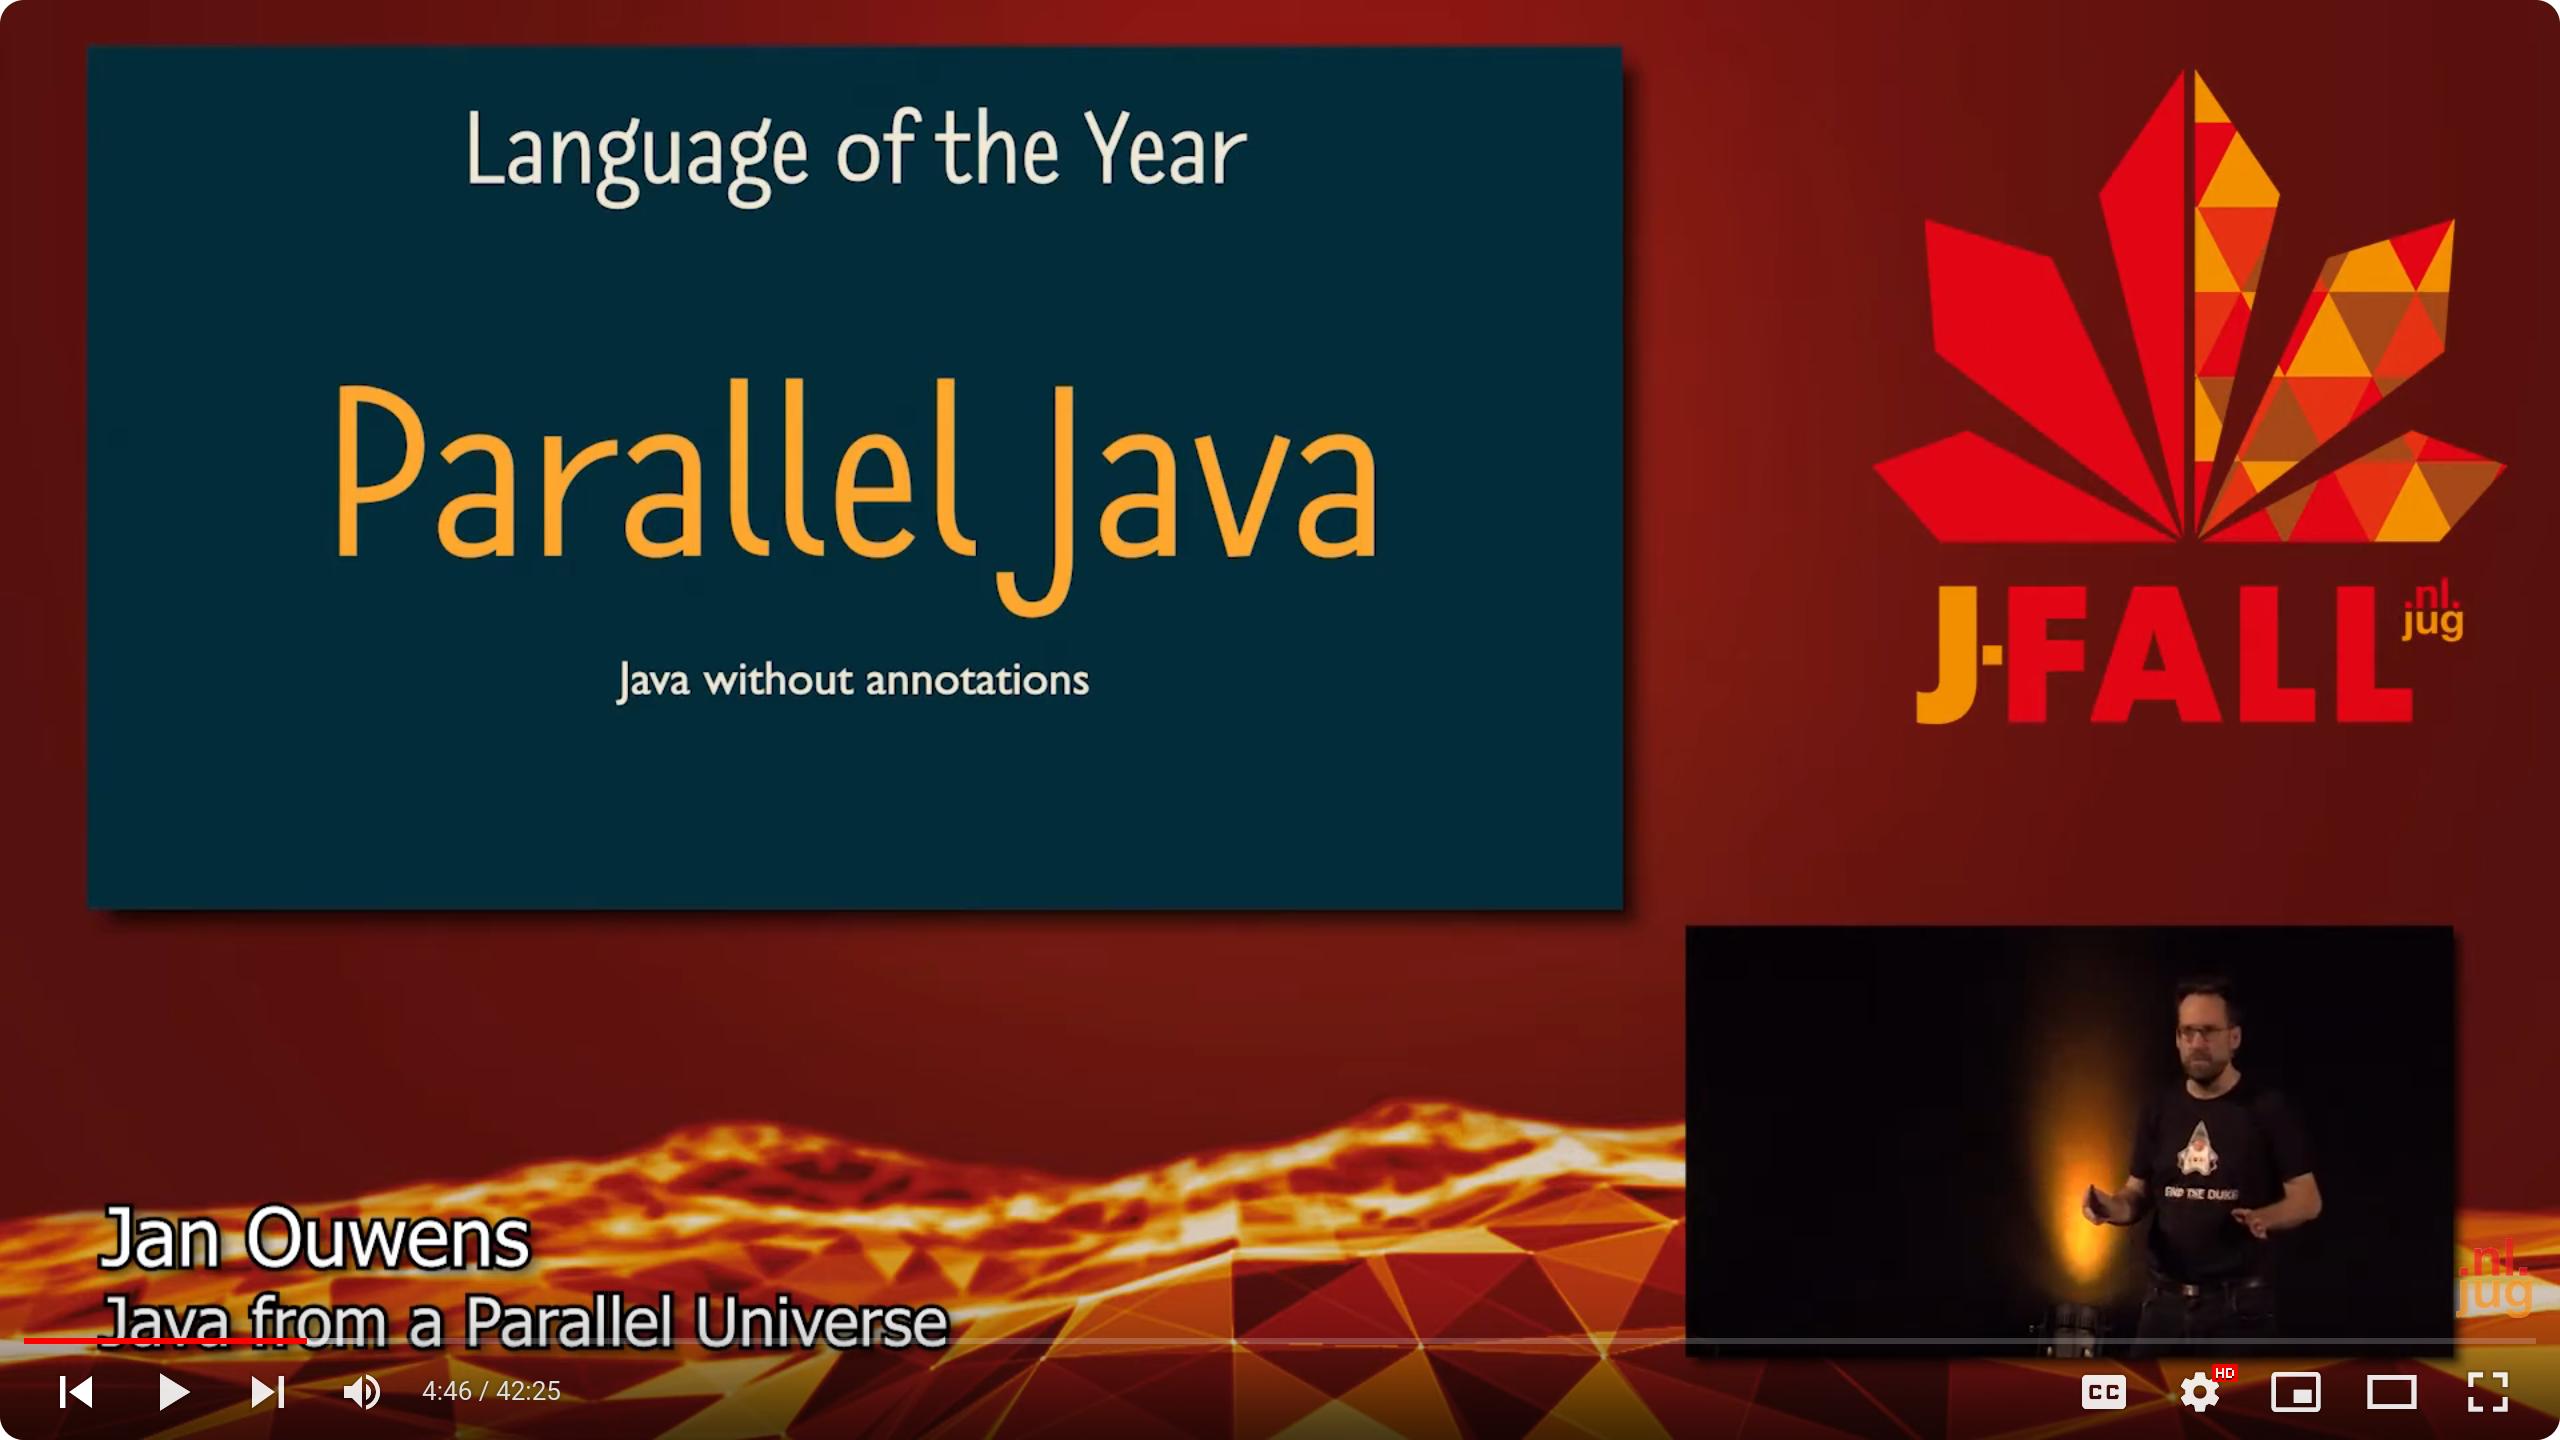 Language of the Year
Parallel Java
Java without annotations
J-FALL
.nl.
jug
FIND THE DUKE
.nl.
jug
Jan Ouwens
Java from a Parallel Universe
4:46 / 42:25
CC
HD